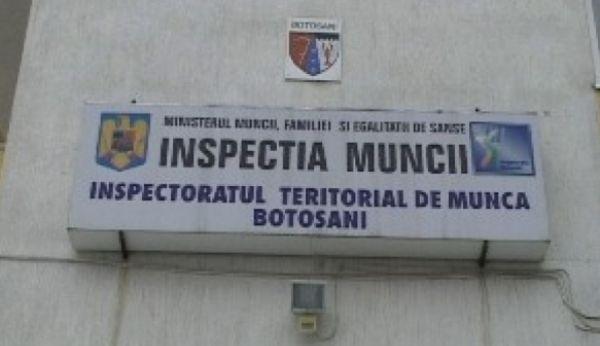 BOTOSANI
MINISTERUL MUNCII, FAMILIEI SI EGALITATII DE SANSE
INSPECTIA MUNCII
INSPECTORATUL TERITORIAL DE MUNCA
BOTOSANI